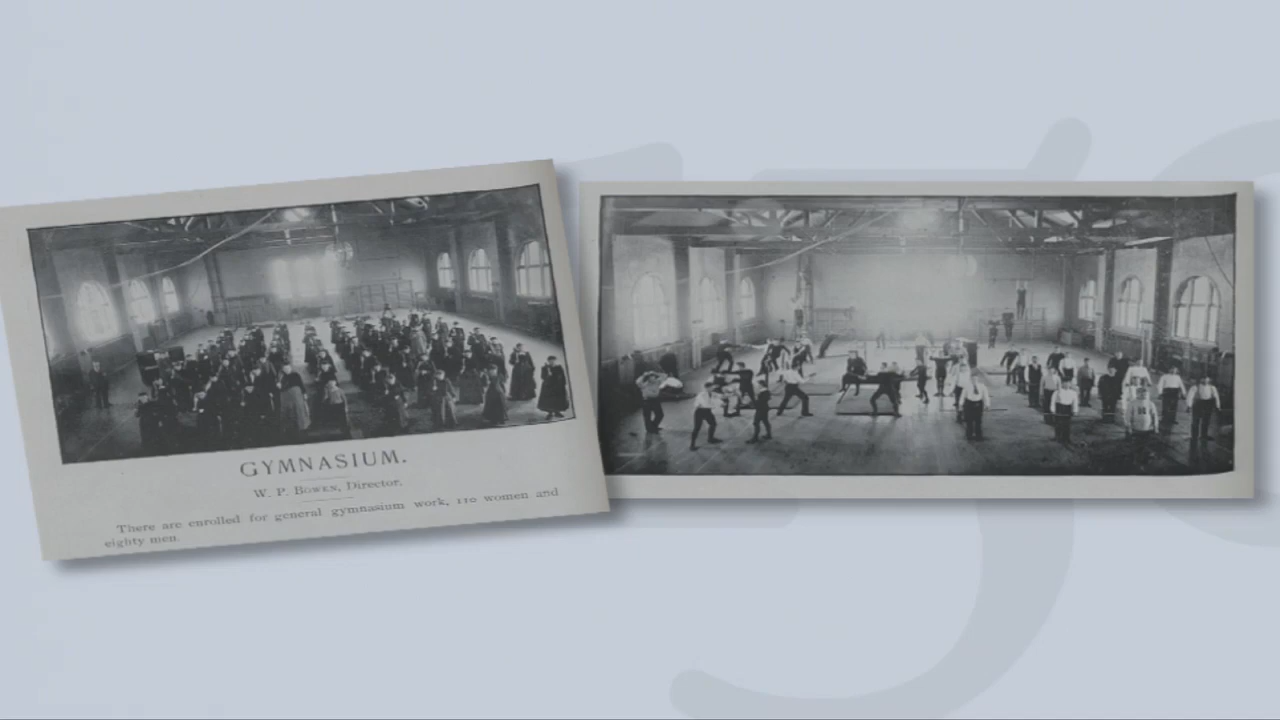 GYMNASIUM.
W. P. BOWEN, Director.
There are enrolled for general gymnasium work, 110 women and
eighty men.